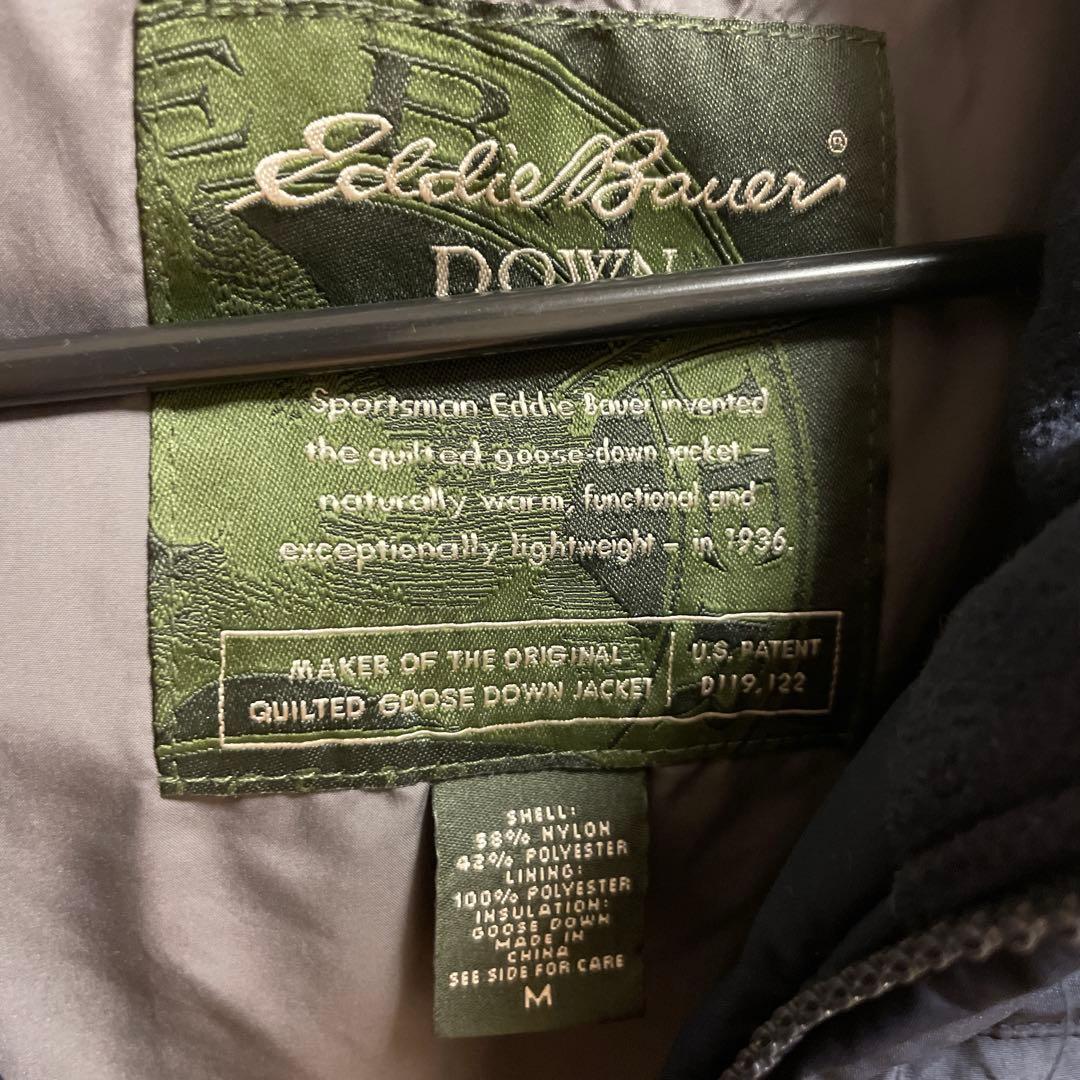 E B
Eddie Bauer®
DOWN
Sportsman Eddie Bauer invented
the quilted goose down jacket –
naturally warm, functional and
exceptionally lightweight – in 1936.
MAKER OF THE ORIGINAL
QUILTED GOOSE DOWN JACKET
U.S. PATENT
D119,122
SHELL:
58% NYLON
42% POLYESTER
LINING:
100% POLYESTER
INSULATION:
GOOSE DOWN
MADE IN
CHINA
SEE SIDE FOR CARE
M